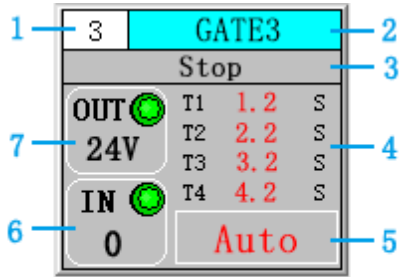 1 3 GATE3 2
Stop 3
OUT T1 1.2 S
T2 2.2 S
7 24V T3 3.2 S 4
IN T4 4.2 S
6 0 Auto 5